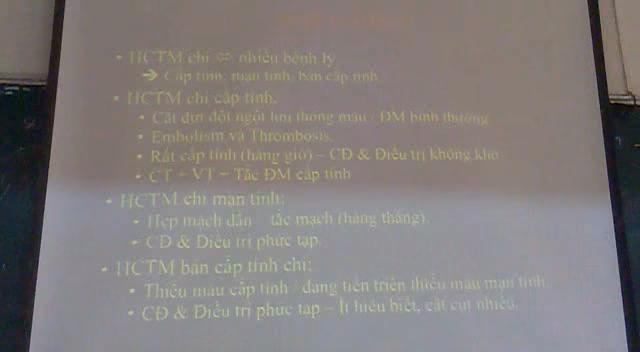 • HCTM chi ⇔ nhiều bệnh lý
➔ Cấp tính, mạn tính, bán cấp tính
• HCTM chi cấp tính:
• Cắt đứt đột ngột lưu thông máu / ĐM bình thường
• Embolism và Thrombosis.
• Rất cấp tính (hàng giờ) – CĐ & Điều trị không khó
• CT + VT = Tắc ĐM cấp tính
• HCTM chi mạn tính:
• Hẹp mạch dần tắc mạch (hàng tháng).
• CĐ & Điều trị phức tạp.
• HCTM bán cấp tính chi:
• Thiếu máu cấp tính / đang tiến triển thiếu máu mạn tính.
• CĐ & Điều trị phức tạp – Ít hiểu biết, cắt cụt nhiều.